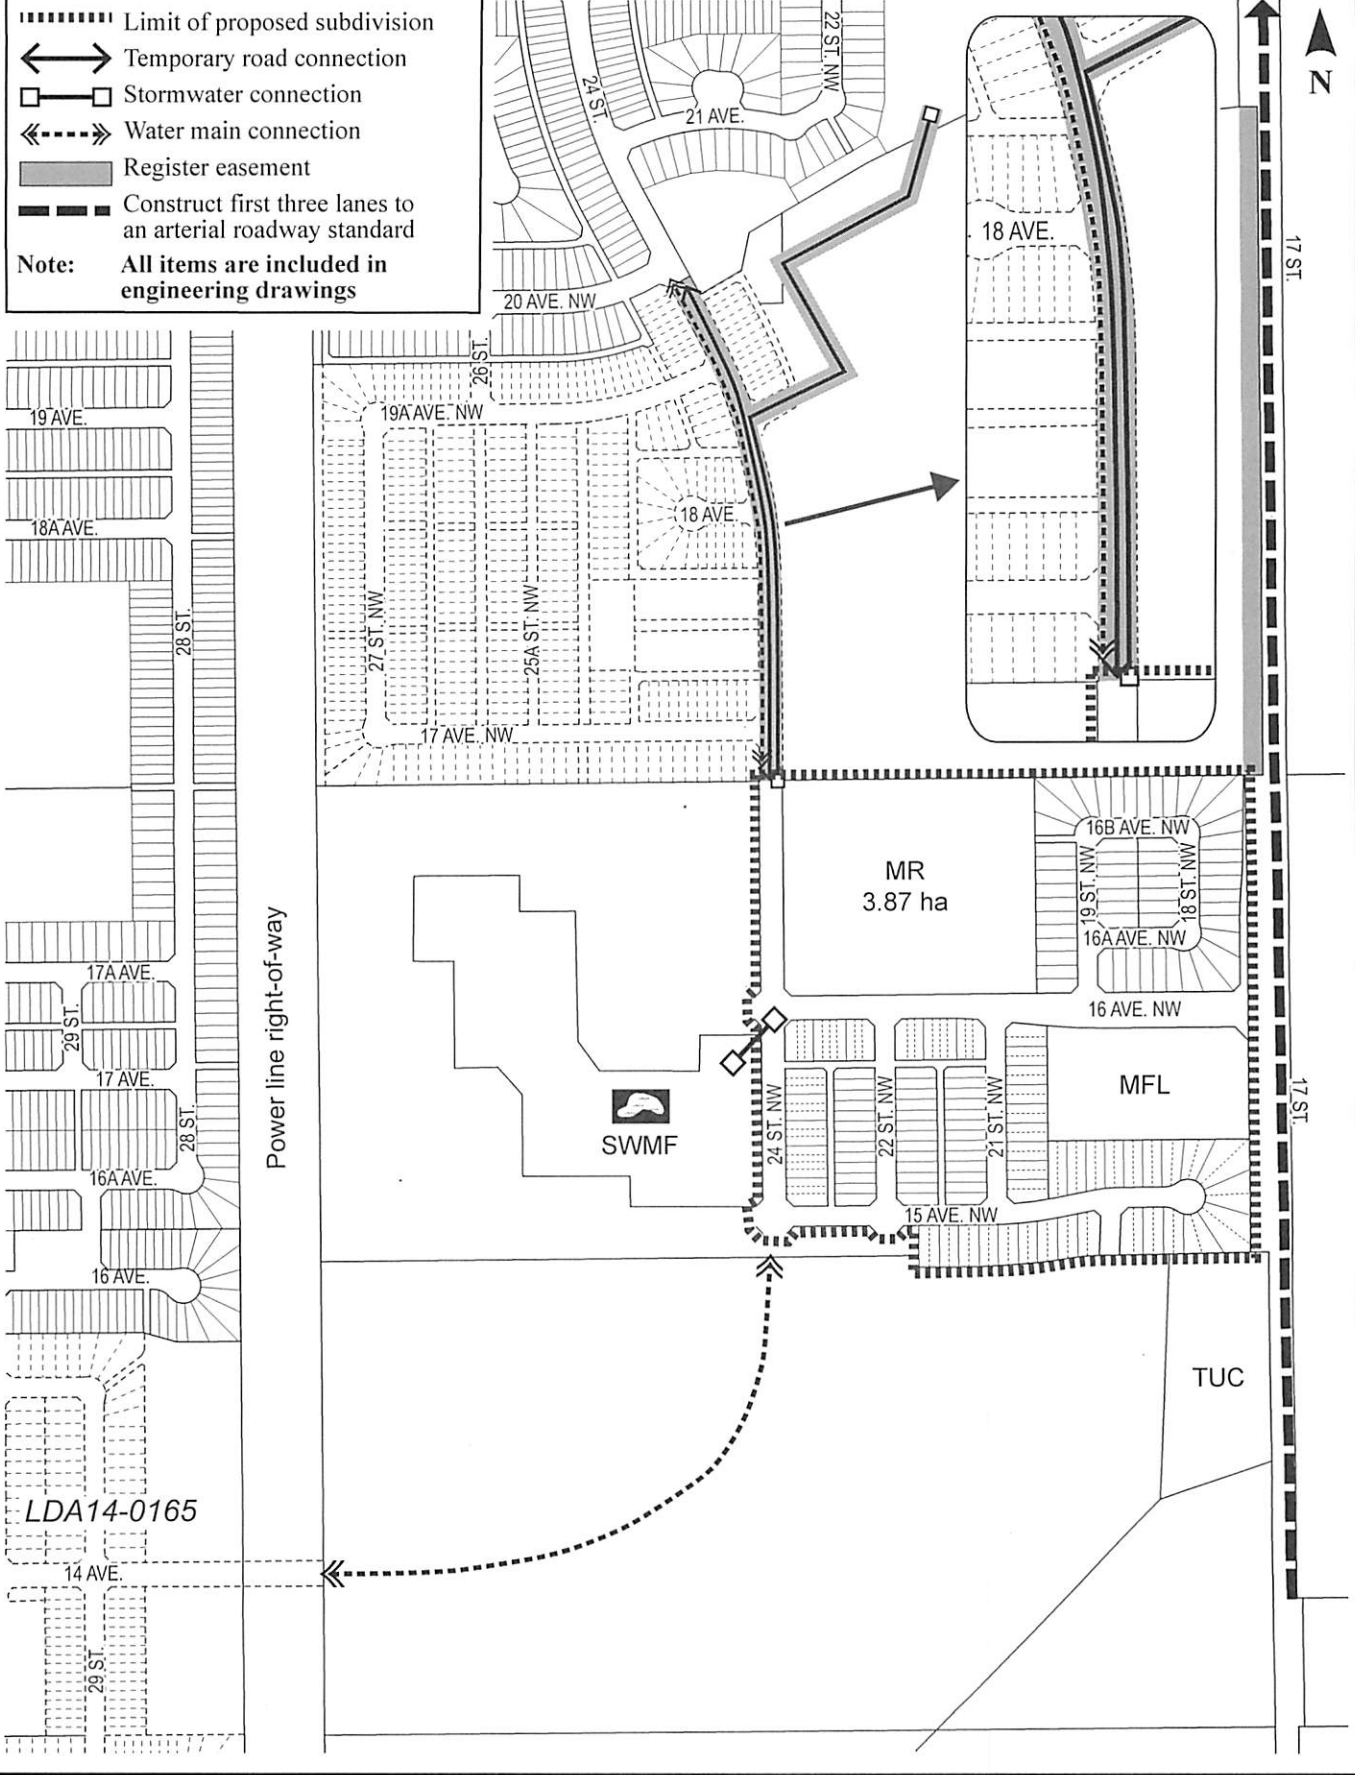 Limit of proposed subdivision
Temporary road connection
Stormwater connection
Water main connection
Register easement
Construct first three lanes to
an arterial roadway standard
Note: All items are included in
engineering drawings
N
22 ST. NW
24 ST.
21 AVE.
18 AVE.
17 ST.
20 AVE. NW
26 ST.
19A AVE. NW
19 AVE.
18 AVE.
18A AVE.
28 ST.
27 ST. NW
25A ST. NW
17 AVE. NW
16B AVE. NW
MR
3.87 ha
19 ST. NW
18 ST. NW
16A AVE. NW
Power line right-of-way
17A AVE.
29 ST.
16 AVE. NW
17 AVE.
MFL
17 ST.
28 ST.
SWMF
24 ST. NW
22 ST. NW
21 ST. NW
16A AVE.
15 AVE. NW
16 AVE.
TUC
LDA14-0165
14 AVE.
29 ST.